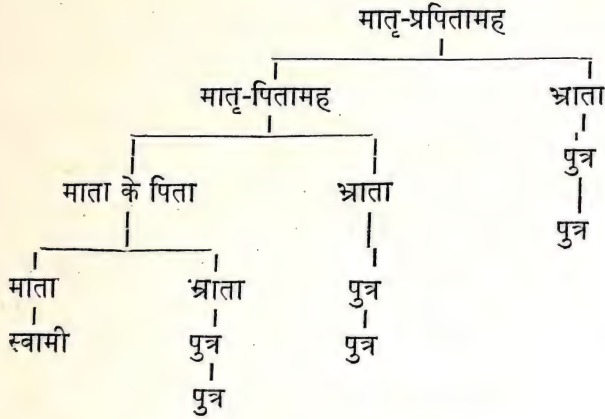 मातृ-प्रपितामह
मातृ-पितामह भ्राता
पुत्र
माता के पिता भ्राता
पुत्र
माता भ्राता पुत्र
स्वामी पुत्र पुत्र
पुत्र